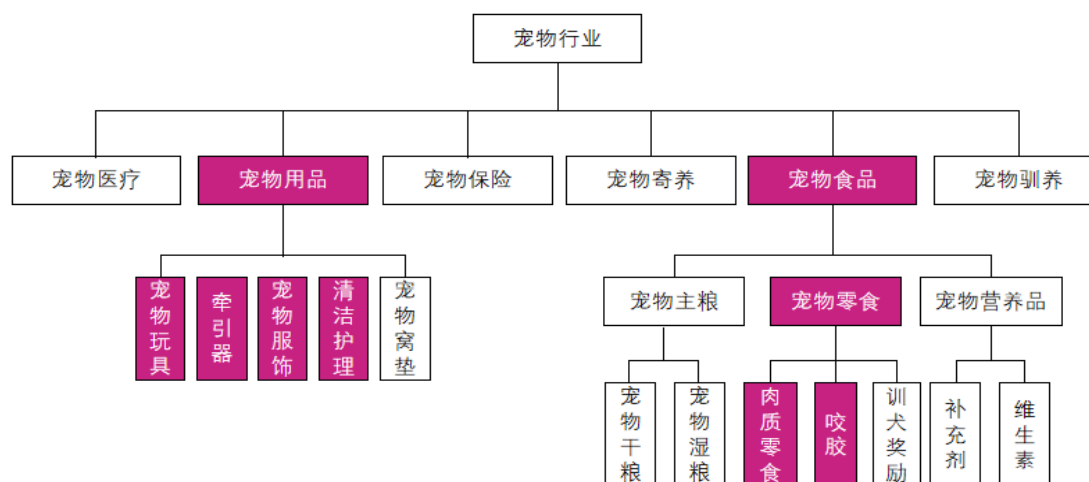 宠物行业
宠物医疗
宠物用品
宠物保险
宠物寄养
宠物食品
宠物驯养
宠物玩具
牵引器
宠物服饰
清洁护理
宠物窝垫
宠物主粮
宠物零食
宠物营养品
宠物干粮
宠物湿粮
肉质零食
咬胶
训犬奖励
补充剂
维生素